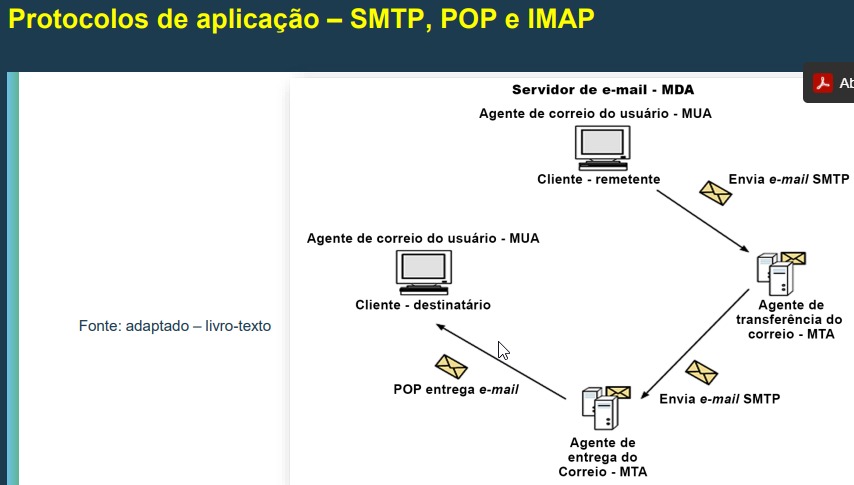 Protocolos de aplicação – SMTP, POP e IMAP
Servidor de e-mail - MDA
Agente de correio do usuário - MUA
Cliente - remetente
Envia e-mail SMTP
Agente de correio do usuário - MUA
Cliente - destinatário
Agente de
transferência do
correio - MTA
Fonte: adaptado – livro-texto
POP entrega e-mail
Envia e-mail SMTP
Agente de
entrega do
Correio - MTA